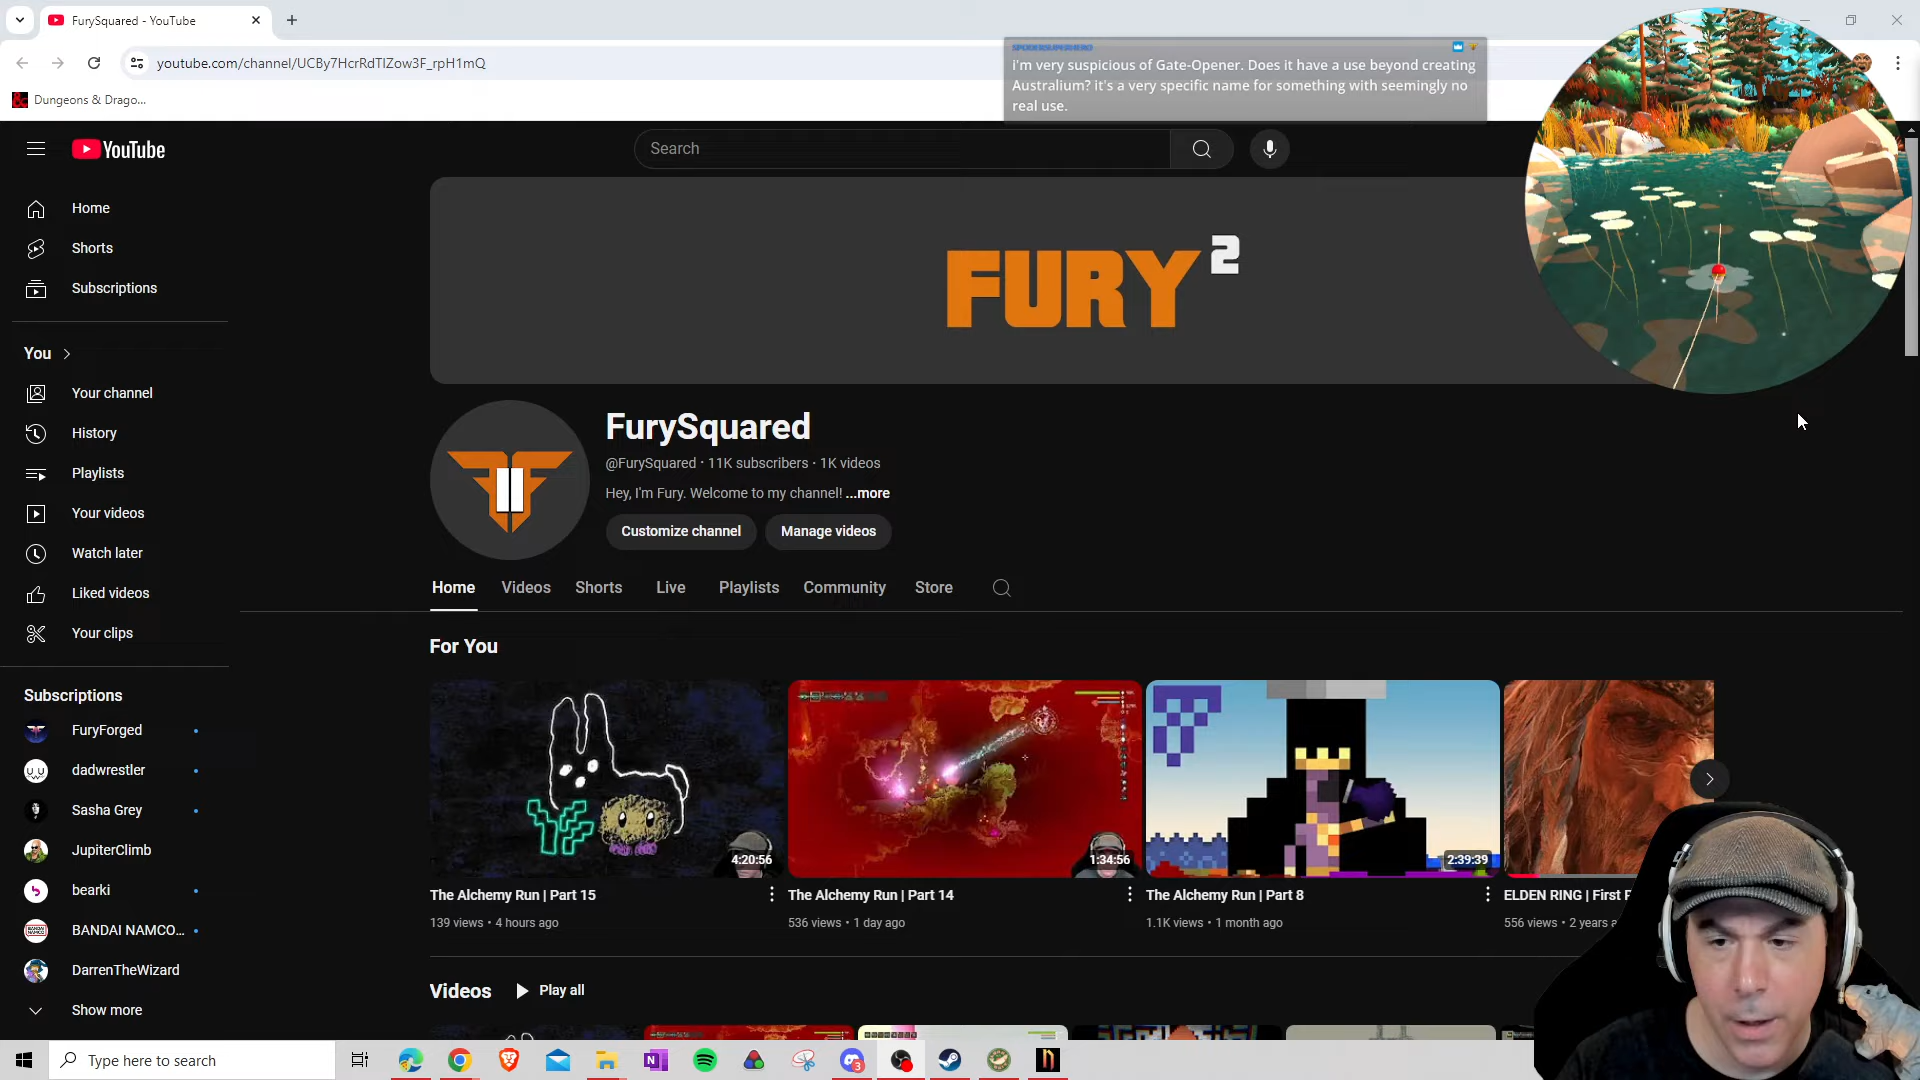 FurySquared - YouTube
youtube.com/channel/UCBy7HcrRdTIZow3F_rpH1mQ
Dungeons & Drago...
i'm very suspicious of Gate-Opener. Does it have a use beyond creating
Australium? it's a very specific name for something with seemingly no
real use.
YouTube
Search
Home
Shorts
Subscriptions
You
Your channel
History
Playlists
Your videos
Watch later
Liked videos
Your clips
Subscriptions
FuryForged
dadwrestler
Sasha Grey
JupiterClimb
bearki
BANDAI NAMCO...
DarrenTheWizard
Show more
FURY 2
FurySquared
@FurySquared • 11K subscribers • 1K videos
Hey, I'm Fury. Welcome to my channel! ...more
Customize channel
Manage videos
Home Videos Shorts Live Playlists Community Store
For You
4:20:56
1:34:56
2:39:39
The Alchemy Run | Part 15
139 views • 4 hours ago
The Alchemy Run | Part 14
536 views • 1 day ago
The Alchemy Run | Part 8
1.1K views • 1 month ago
ELDEN RING | First
556 views • 2 years
Videos
Play all
Type here to search
3